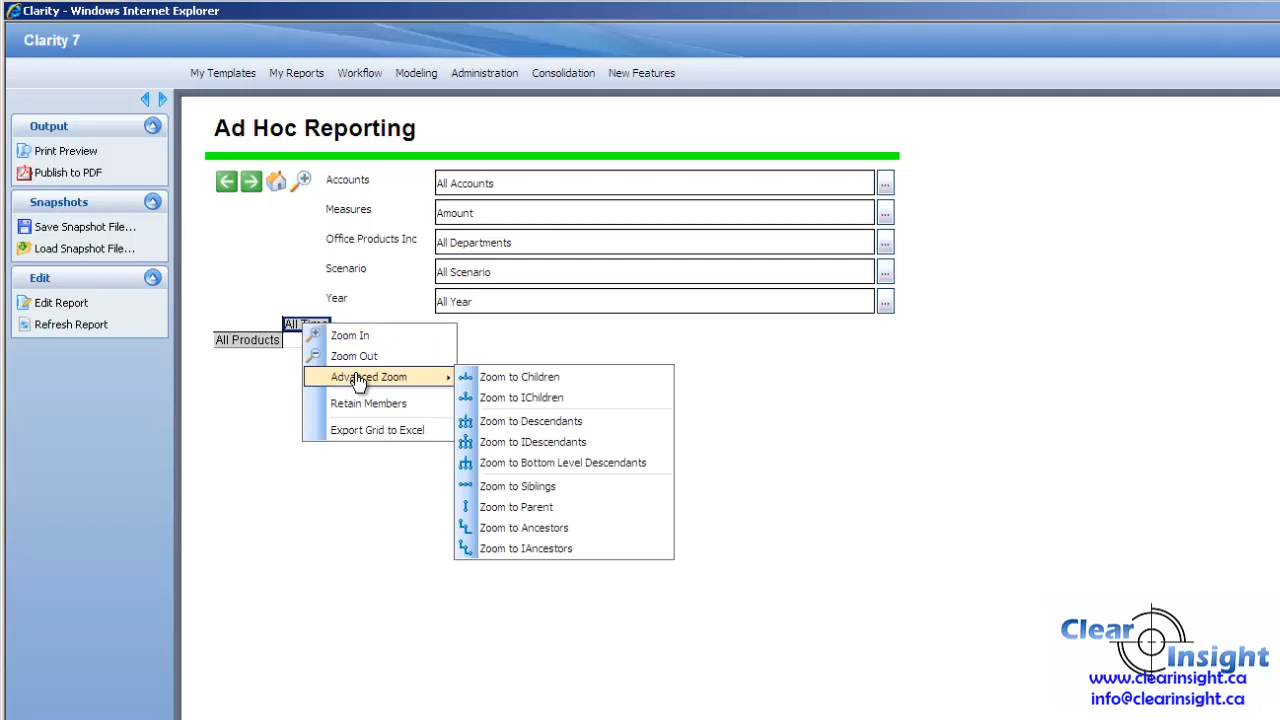 Clarity - Windows Internet Explorer
Clarity 7
My Templates My Reports Workflow Modeling Administration Consolidation New Features
Output
Print Preview
Publish to PDF
Snapshots
Save Snapshot File...
Load Snapshot File...
Edit
Edit Report
Refresh Report
Ad Hoc Reporting
Accounts All Accounts ...
Measures Amount ...
Office Products Inc All Departments ...
Scenario All Scenario ...
Year All Year ...
All Time
All Products
Zoom In
Zoom Out
Advanced Zoom
Retain Members
Export Grid to Excel
Zoom to Children
Zoom to IChildren
Zoom to Descendants
Zoom to IDescendants
Zoom to Bottom Level Descendants
Zoom to Siblings
Zoom to Parent
Zoom to Ancestors
Zoom to IAncestors
Clear
Insight
www.clearinsight.ca
info@clearinsight.ca